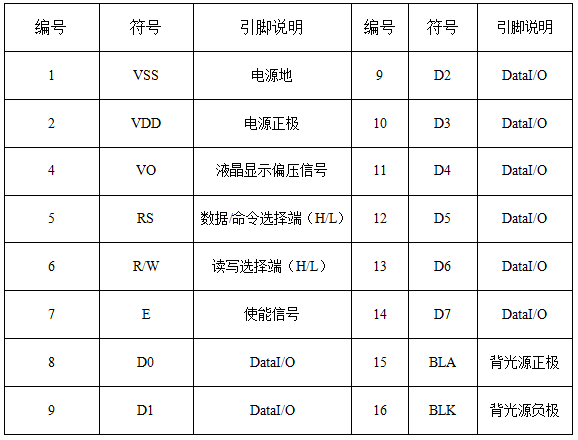 编号 符号 引脚说明 编号 符号 引脚说明
1 VSS 电源地 9 D2 DataI/O
2 VDD 电源正极 10 D3 DataI/O
4 VO 液晶显示偏压信号 11 D4 DataI/O
5 RS 数据/命令选择端（H/L） 12 D5 DataI/O
6 R/W 读写选择端（H/L） 13 D6 DataI/O
7 E 使能信号 14 D7 DataI/O
8 D0 DataI/O 15 BLA 背光源正极
9 D1 DataI/O 16 BLK 背光源负极